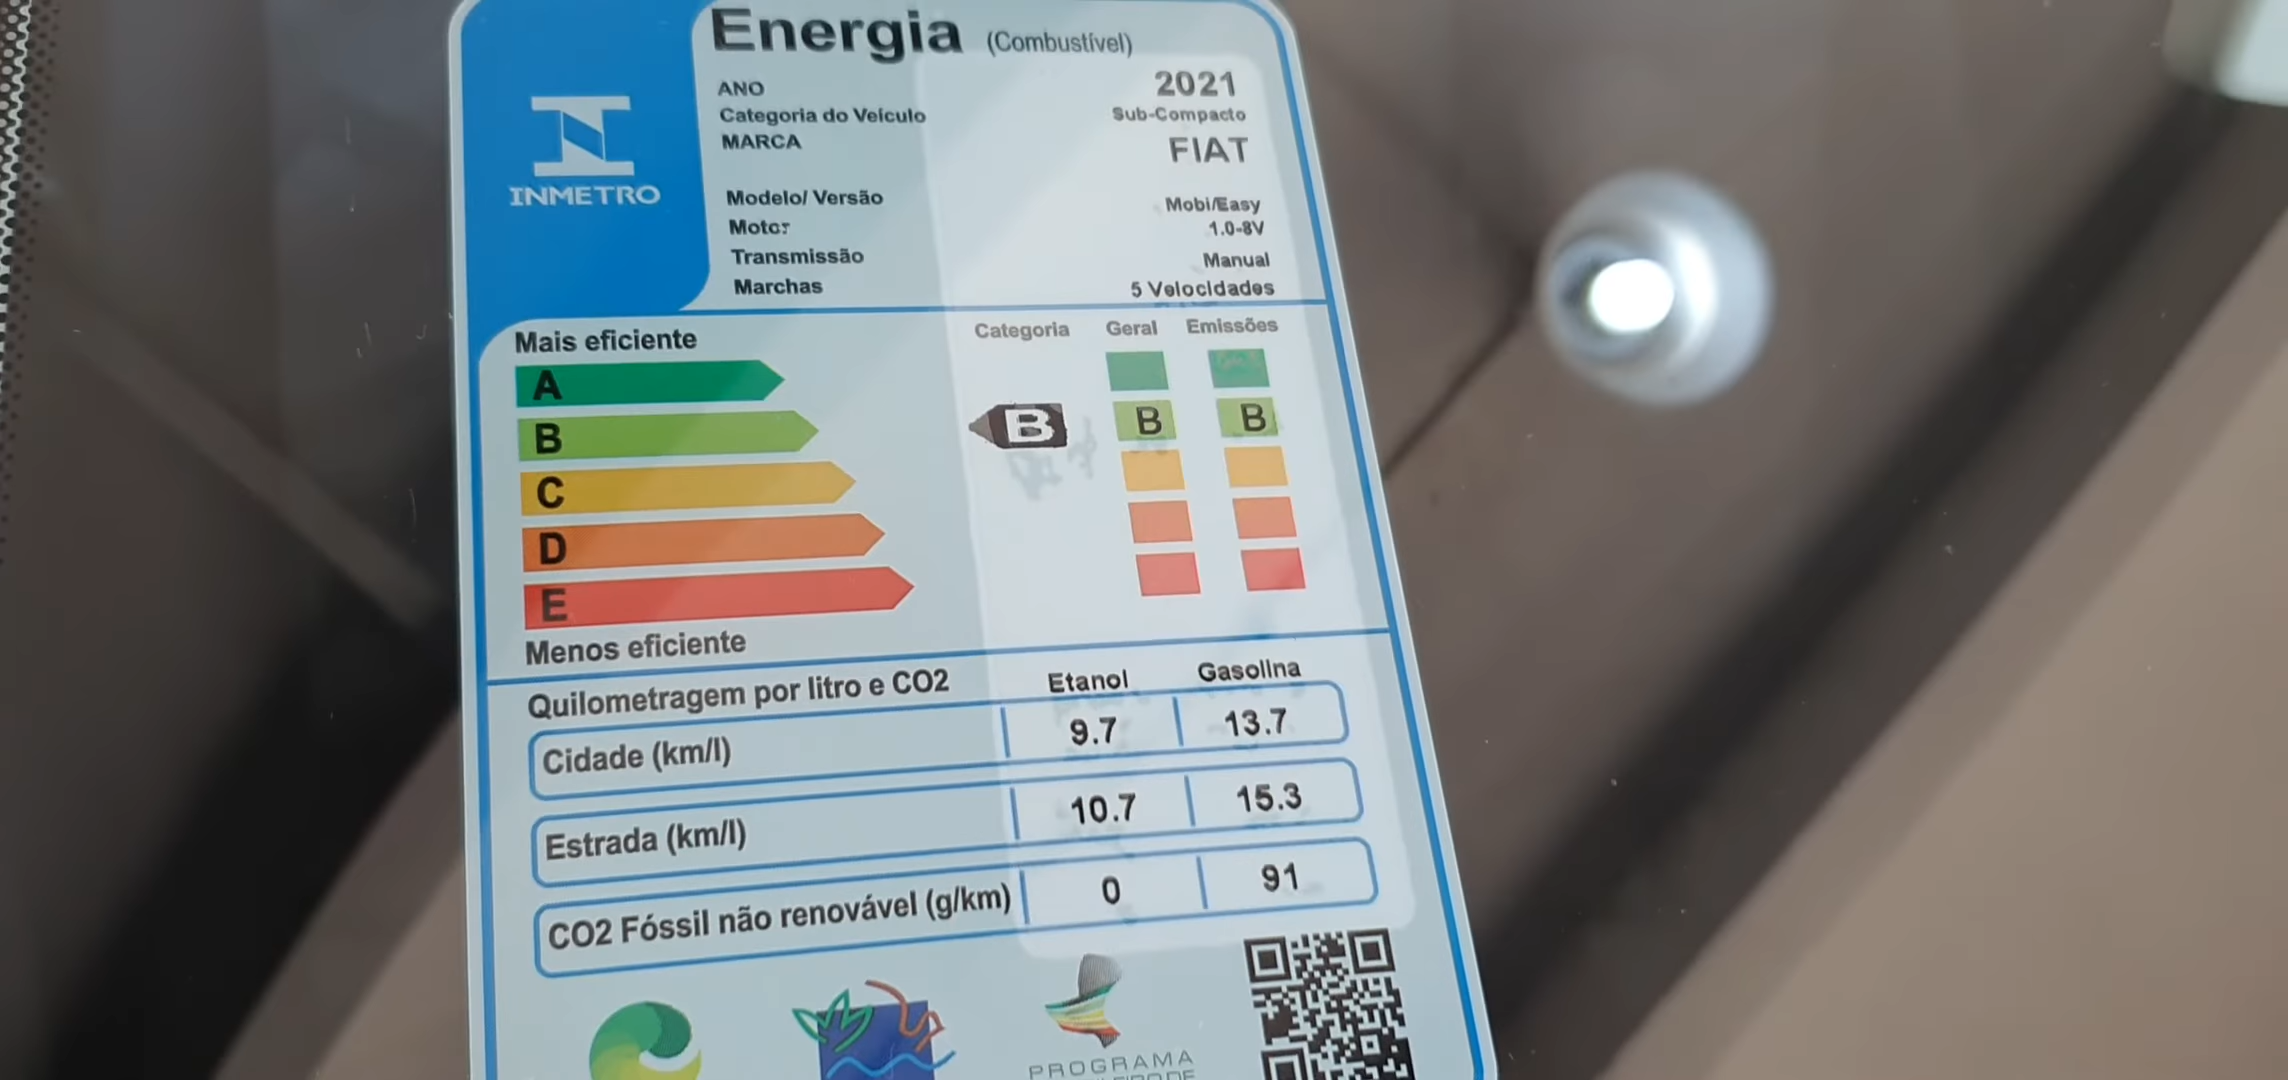 Energia (Combustível)
ANO 2021
Categoria do Veículo Sub-Compacto
MARCA FIAT
INMETRO
Modelo/ Versão Mobi/Easy
Motor 1.0-8V
Transmissão Manual
Marchas 5 Velocidades
Mais eficiente Categoria Geral Emissões
A
B B B B
C
D
E
Menos eficiente
Quilometragem por litro e CO2 Etanol Gasolina
Cidade (km/l) 9.7 13.7
Estrada (km/l) 10.7 15.3
CO2 Fóssil não renovável (g/km) 0 91
PROGRAMA